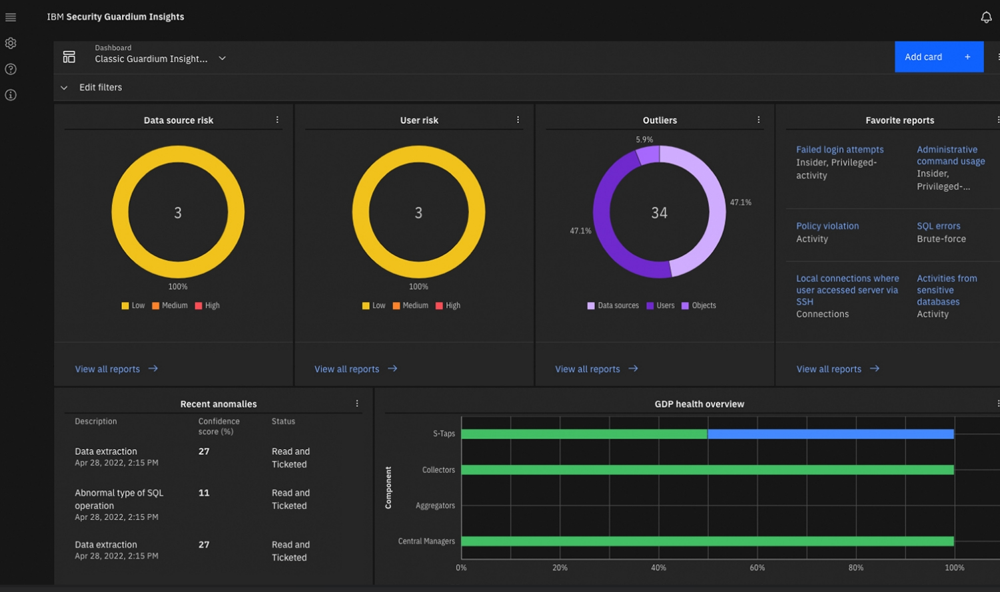 IBM Security Guardium Insights
Dashboard
Classic Guardium Insight...
Add card +
Edit filters
Data source risk
3
100%
Low Medium High
View all reports
User risk
3
100%
Low Medium High
View all reports
Outliers
5.9%
47.1%
34
47.1%
Data sources Users Objects
View all reports
Favorite reports
Failed login attempts
Insider, Privileged-
activity
Administrative
command usage
Insider,
Privileged-...
Policy violation
Activity
SQL errors
Brute-force
Local connections where
user accessed server via
SSH
Connections
Activities from
sensitive
databases
Activity
View all reports
Recent anomalies
Description
Confidence
score (%)
Status
Data extraction
Apr 28, 2022, 2:15 PM
27
Read and
Ticketed
Abnormal type of SQL
operation
Apr 28, 2022, 2:15 PM
11
Read and
Ticketed
Data extraction
Apr 28, 2022, 2:15 PM
27
Read and
Ticketed
GDP health overview
Component
S-Taps
Collectors
Aggregators
Central Managers
0% 20% 40% 60% 80% 100%